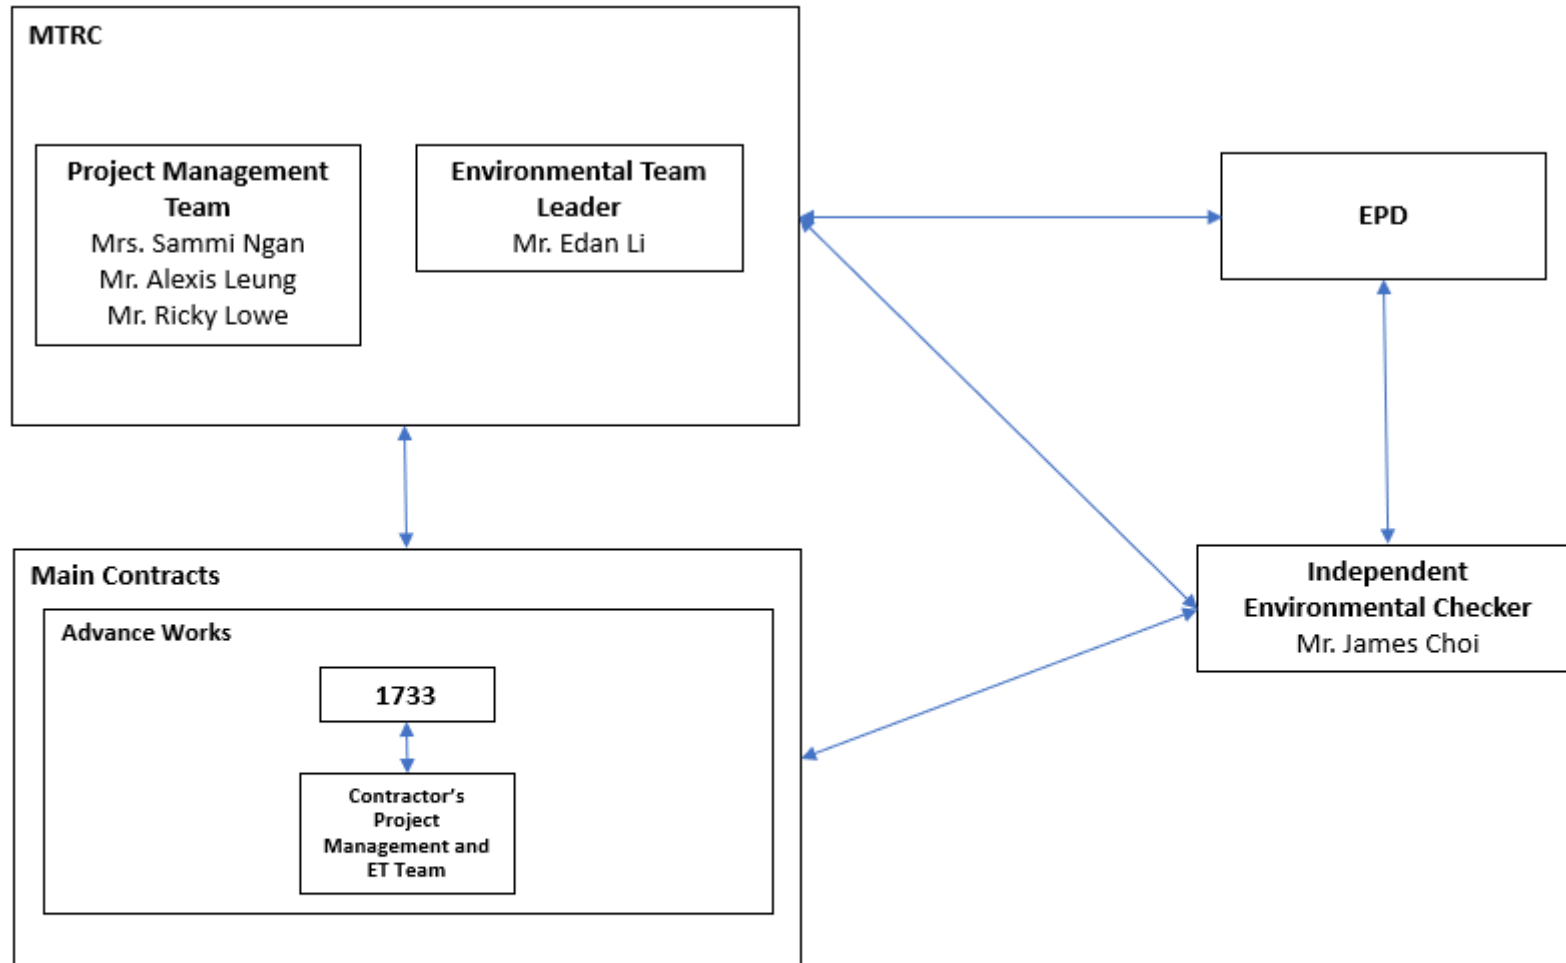 MTRC
Project Management
Team
Mrs. Sammi Ngan
Mr. Alexis Leung
Mr. Ricky Lowe
Environmental Team
Leader
Mr. Edan Li
EPD
Independent
Environmental Checker
Mr. James Choi
Main Contracts
Advance Works
1733
Contractor’s
Project
Management and
ET Team